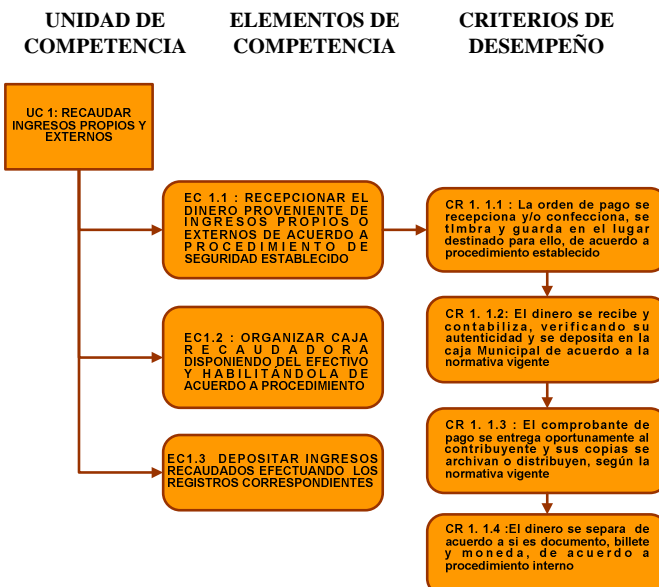 UNIDAD DE
COMPETENCIA
ELEMENTOS DE
COMPETENCIA
CRITERIOS DE
DESEMPEÑO
UC 1: RECAUDAR
INGRESOS PROPIOS Y
EXTERNOS
EC 1.1 : RECEPCIONAR EL
DINERO PROVENIENTE DE
INGRESOS PROPIOS O
EXTERNOS DE ACUERDO A
PROCEDIMIENTO DE
SEGURIDAD ESTABLECIDO
EC1.2 : ORGANIZAR CAJA
RECAUDADORA
DISPONIENDO DEL EFECTIVO
Y HABILITÁNDOLA DE
ACUERDO A PROCEDIMIENTO
EC1.3 DEPOSITAR INGRESOS
RECAUDADOS EFECTUANDO LOS
REGISTROS CORRESPONDIENTES
CR 1. 1.1 : La orden de pago se
recepciona y/o confecciona, se
tImbra y guarda en el lugar
destinado para ello, de acuerdo a
procedimiento establecido
CR 1. 1.2: El dinero se recibe y
contabiliza, verificando su
autenticidad y se deposita en la
caja Municipal de acuerdo a la
normativa vigente
CR 1. 1.3 : El comprobante de
pago se entrega oportunamente al
contribuyente y sus copias se
archivan o distribuyen, según la
normativa vigente
CR 1. 1.4 :El dinero se separa de
acuerdo a si es documento, billete
y moneda, de acuerdo a
procedimiento interno